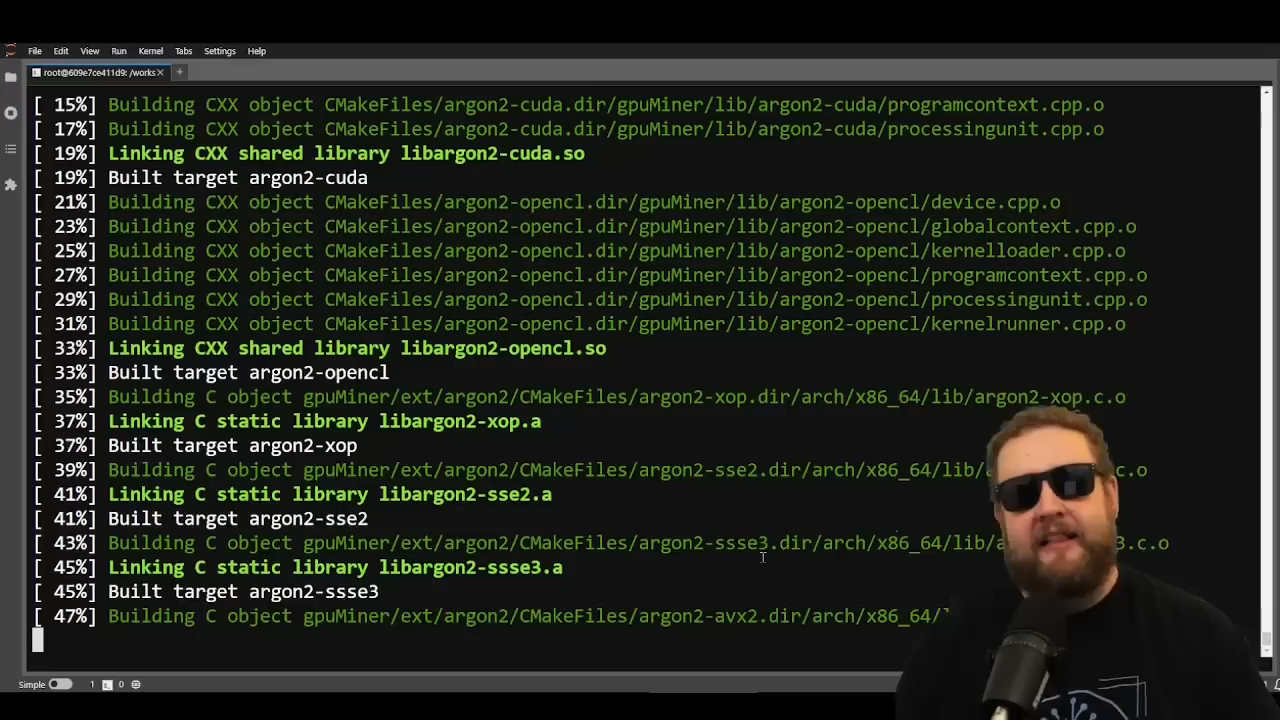 File Edit View Run Kernel Tabs Settings Help
root@609e7ce411d9: /works
[ 15%] Building CXX object CMakeFiles/argon2-cuda.dir/gpuMiner/lib/argon2-cuda/programcontext.cpp.o
[ 17%] Building CXX object CMakeFiles/argon2-cuda.dir/gpuMiner/lib/argon2-cuda/processingunit.cpp.o
[ 19%] Linking CXX shared library libargon2-cuda.so
[ 19%] Built target argon2-cuda
[ 21%] Building CXX object CMakeFiles/argon2-opencl.dir/gpuMiner/lib/argon2-opencl/device.cpp.o
[ 23%] Building CXX object CMakeFiles/argon2-opencl.dir/gpuMiner/lib/argon2-opencl/globalcontext.cpp.o
[ 25%] Building CXX object CMakeFiles/argon2-opencl.dir/gpuMiner/lib/argon2-opencl/kernelloader.cpp.o
[ 27%] Building CXX object CMakeFiles/argon2-opencl.dir/gpuMiner/lib/argon2-opencl/programcontext.cpp.o
[ 29%] Building CXX object CMakeFiles/argon2-opencl.dir/gpuMiner/lib/argon2-opencl/processingunit.cpp.o
[ 31%] Building CXX object CMakeFiles/argon2-opencl.dir/gpuMiner/lib/argon2-opencl/kernelrunner.cpp.o
[ 33%] Linking CXX shared library libargon2-opencl.so
[ 33%] Built target argon2-opencl
[ 35%] Building C object gpuMiner/ext/argon2/CMakeFiles/argon2-xop.dir/arch/x86_64/lib/argon2-xop.c.o
[ 37%] Linking C static library libargon2-xop.a
[ 37%] Built target argon2-xop
[ 39%] Building C object gpuMiner/ext/argon2/CMakeFiles/argon2-sse2.dir/arch/x86_64/lib/a c.o
[ 41%] Linking C static library libargon2-sse2.a
[ 41%] Built target argon2-sse2
[ 43%] Building C object gpuMiner/ext/argon2/CMakeFiles/argon2-ssse3.dir/arch/x86_64/lib/a 3.c.o
[ 45%] Linking C static library libargon2-ssse3.a
[ 45%] Built target argon2-ssse3
[ 47%] Building C object gpuMiner/ext/argon2/CMakeFiles/argon2-avx2.dir/arch/x86_64/
Simple 1 0